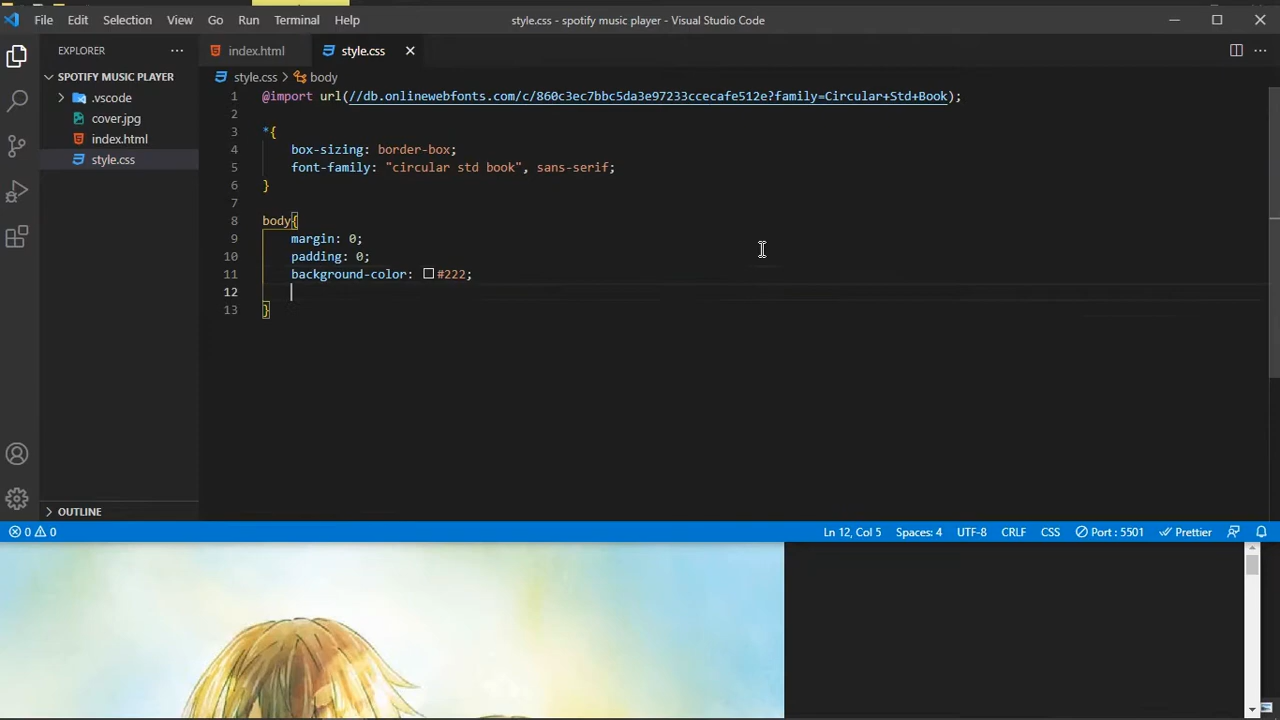 File Edit Selection View Go Run Terminal Help style.css - spotify music player - Visual Studio Code
EXPLORER index.html style.css
SPOTIFY MUSIC PLAYER style.css > body
.vscode
cover.jpg
index.html
style.css
1 @import url(//db.onlinewebfonts.com/c/860c3ec7bbc5da3e97233ccecafe512e?family=Circular+Std+Book);
2
3 *{
4 box-sizing: border-box;
5 font-family: "circular std book", sans-serif;
6 }
7
8 body{
9 margin: 0;
10 padding: 0;
11 background-color: #222;
12
13 }
OUTLINE
0 0 Ln 12, Col 5 Spaces: 4 UTF-8 CRLF CSS Port : 5501 Prettier